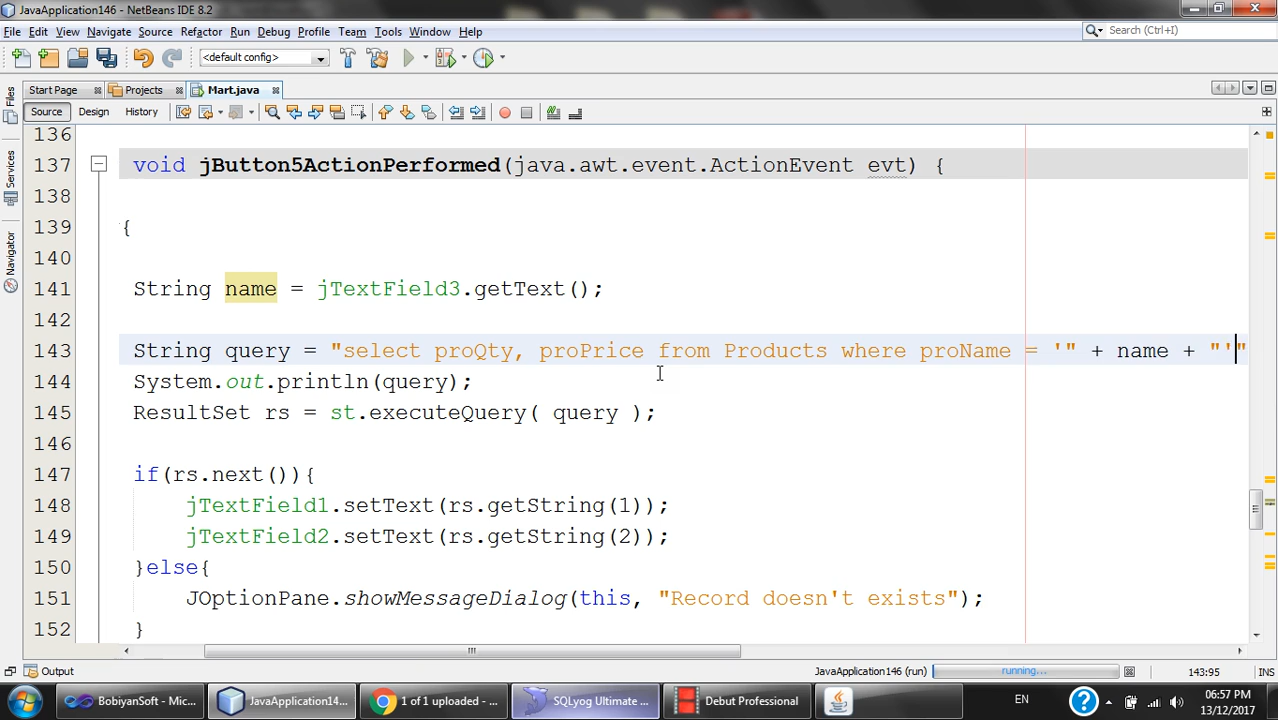 JavaApplication146 - NetBeans IDE 8.2
File Edit View Navigate Source Refactor Run Debug Profile Team Tools Window Help
Search (Ctrl+I)
<default config>
Start Page Projects Mart.java
Source Design History
Files
Services
Navigator
136
137 void jButton5ActionPerformed(java.awt.event.ActionEvent evt) {
138
139 {
140
141 String name = jTextField3.getText();
142
143 String query = "select proQty, proPrice from Products where proName = '" + name + "'"
144 System.out.println(query);
145 ResultSet rs = st.executeQuery( query );
146
147 if(rs.next()){
148 jTextField1.setText(rs.getString(1));
149 jTextField2.setText(rs.getString(2));
150 }else{
151 JOptionPane.showMessageDialog(this, "Record doesn't exists");
152 }
Output JavaApplication146 (run) running... 143:95 INS
BobiyanSoft - Mic... JavaApplication14... 1 of 1 uploaded - ... SQLyog Ultimate ... Debut Professional EN 06:57 PM
13/12/2017